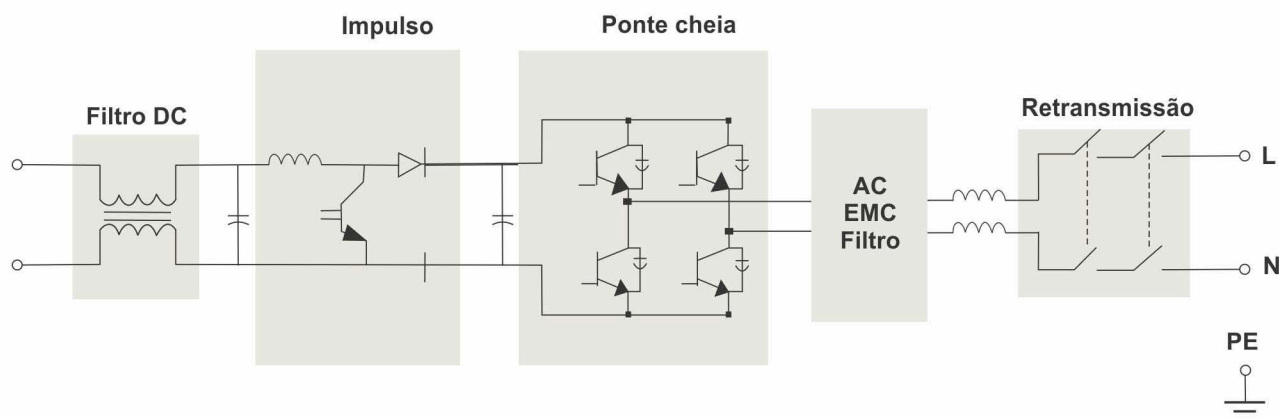 Impulso
Ponte cheia
Filtro DC
Retransmissão
L
AC
EMC
Filtro
N
PE